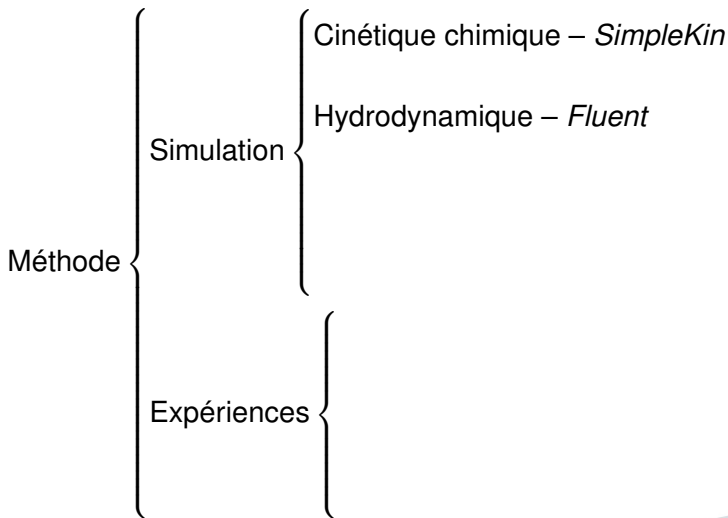 Cinétique chimique – SimpleKin
Hydrodynamique – Fluent
Simulation
Méthode
Expériences